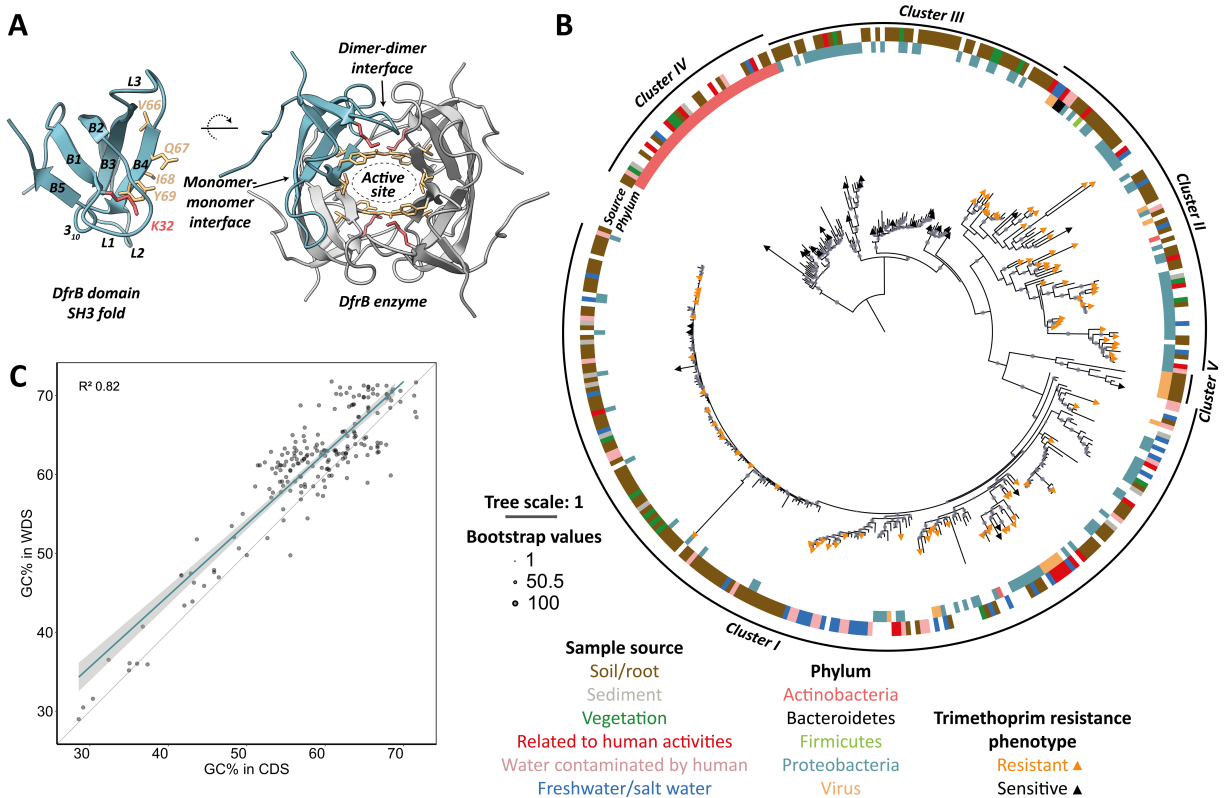 A
L3
V66
B2
Q67
B1
B3
B4
I68
B5
Y69
K32
3₁₀
L1
L2
DfrB domain
SH3 fold
Dimer-dimer
interface
Monomer-
monomer
interface
Active
site
DfrB enzyme
B
Cluster III
Cluster IV
Cluster II
Cluster V
Cluster I
Source
Phylum
Tree scale: 1
Bootstrap values
1
50.5
100
Sample source
Soil/root
Sediment
Vegetation
Related to human activities
Water contaminated by human
Freshwater/salt water
Phylum
Actinobacteria
Bacteroidetes
Firmicutes
Proteobacteria
Virus
Trimethoprim resistance
phenotype
Resistant
Sensitive
C
R² 0.82
70
60
50
40
30
GC% in WDS
30 40 50 60 70
GC% in CDS